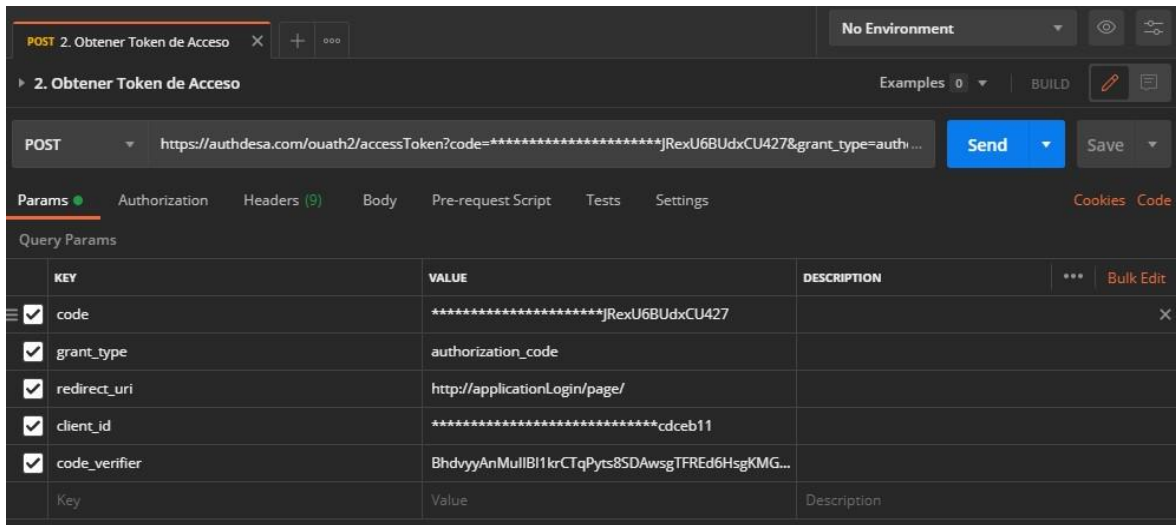 POST 2. Obtener Token de Acceso
No Environment
2. Obtener Token de Acceso
Examples 0
BUILD
POST
https://authdesa.com/ouath2/accessToken?code=**********************JRexU6BUdxCU427&grant_type=auth...
Send
Save
Params Authorization Headers (9) Body Pre-request Script Tests Settings
Cookies Code
Query Params
KEY VALUE DESCRIPTION
Bulk Edit
code **********************JRexU6BUdxCU427
grant_type authorization_code
redirect_uri http://applicationLogin/page/
client_id *****************************cdceb11
code_verifier BhdvyyAnMulIBl1krCTqPyts8SDAwsgTFREd6HsgKMG...
Key Value Description